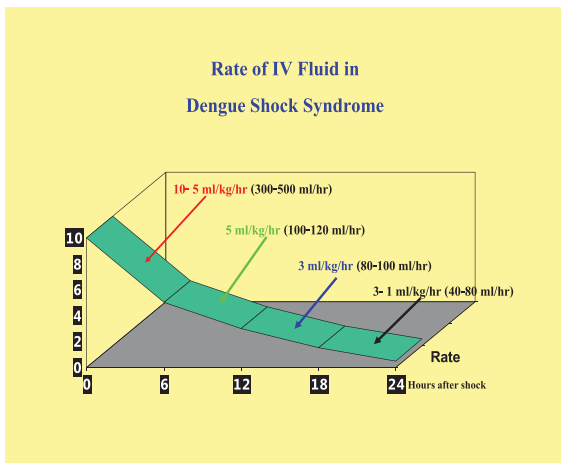 Rate of IV Fluid in
Dengue Shock Syndrome
10- 5 ml/kg/hr (300-500 ml/hr)
5 ml/kg/hr (100-120 ml/hr)
3 ml/kg/hr (80-100 ml/hr)
3- 1 ml/kg/hr (40-80 ml/hr)
10
8
6
4
2
0
Rate
0 6 12 18 24 Hours after shock